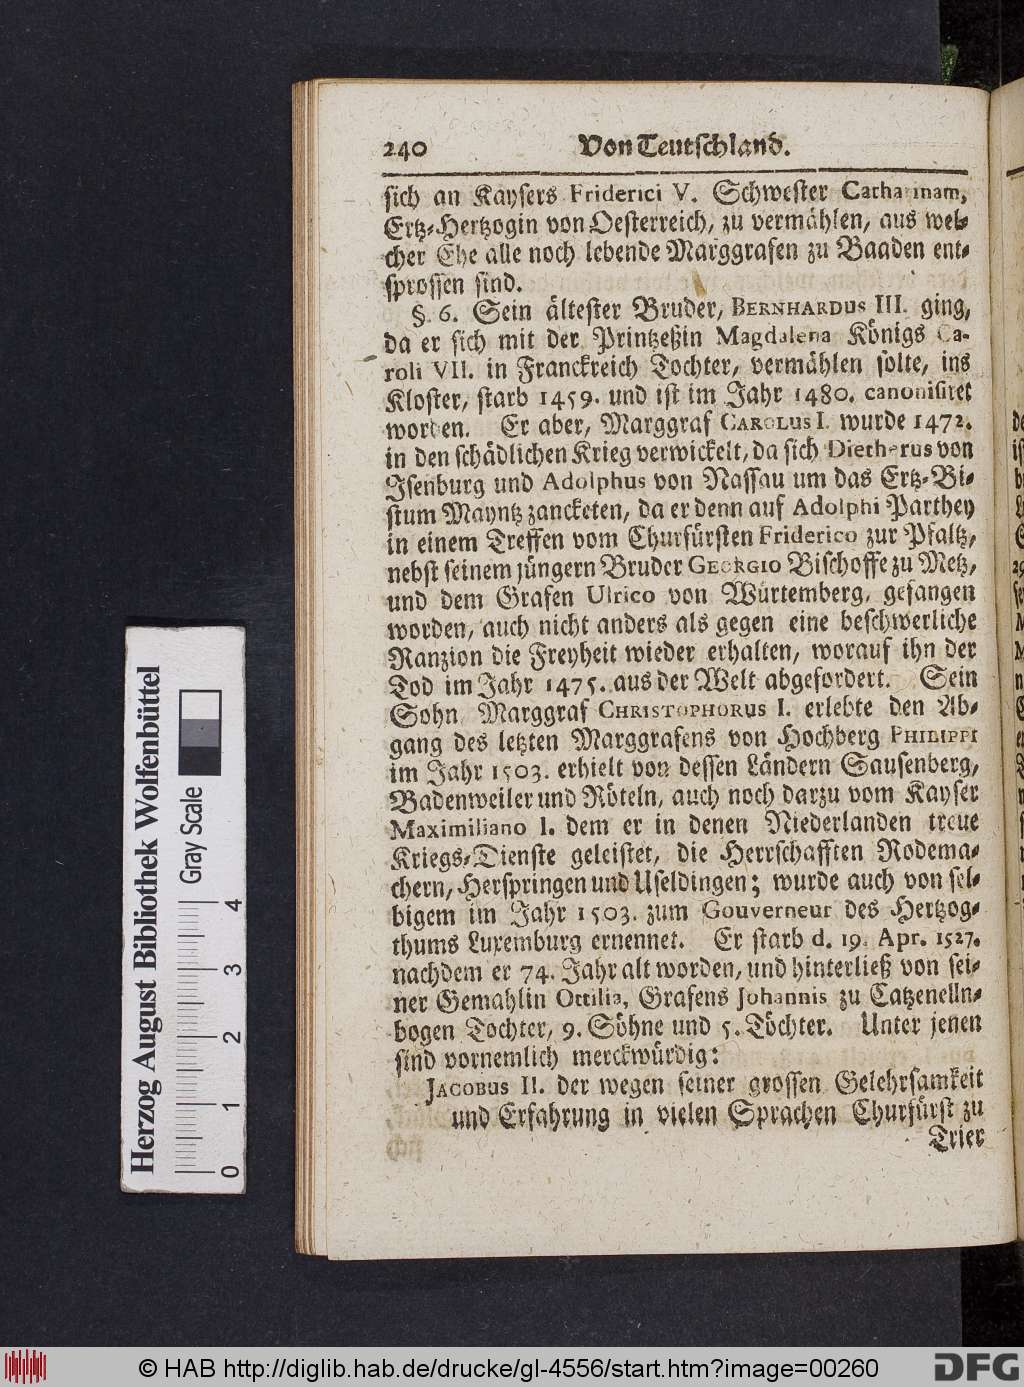 240 Von Teutschland.
sich an Kaysers Friderici V. Schwester Catharinam,
Ertz-Hertzogin von Oesterreich, zu vermählen, aus wel-
cher Ehe alle noch lebende Marggrafen zu Baaden ent-
sprossen sind.
§. 6. Sein ältester Bruder, BERNHARDUS III. ging,
da er sich mit der Printzeßin Magdalena Königs Ca-
roli VII. in Franckreich Tochter, vermählen solte, ins
Kloster, starb 1459. und ist im Jahr 1480. canonisiret
worden. Er aber, Marggraf CAROLUS I. wurde 1472.
in den schädlichen Krieg verwickelt, da sich Dietherus von
Isenburg und Adolphus von Nassau um das Ertz-Bi-
stum Mayntz zancketen, da er denn auf Adolphi Parthey
in einem Treffen vom Churfürsten Friderico zur Pfaltz,
nebst seinem jüngern Bruder GEORGIO Bischoffe zu Metz,
und dem Grafen Ulrico von Würtemberg, gefangen
worden, auch nicht anders als gegen eine beschwerliche
Ranzion die Freyheit wieder erhalten, worauf ihn der
Tod im Jahr 1475. aus der Welt abgefordert. Sein
Sohn Marggraf CHRISTOPHORUS I. erlebte den Ab-
gang des letzten Marggrafens von Hochberg PHILIPPI
im Jahr 1503. erhielt von dessen Ländern Sausenberg,
Badenweiler und Röteln, auch noch darzu vom Kayser
Maximiliano I. dem er in denen Niederlanden treue
Kriegs-Dienste geleistet, die Herrschafften Rodema-
chern, Herspringen und Useldingen; wurde auch von sel-
bigem im Jahr 1503. zum Gouverneur des Hertzog-
thums Luxemburg ernennet. Er starb d. 19. Apr. 1527.
nachdem er 74. Jahr alt worden, und hinterließ von sei-
ner Gemahlin Ottilia, Grafens Johannis zu Catzenelln-
bogen Tochter, 9. Söhne und 5. Töchter. Unter jenen
sind vornemlich merckwürdig:
JACOBUS II. der wegen seiner grossen Gelehrsamkeit
und Erfahrung in vielen Sprachen Churfürst zu
Trier
Herzog August Bibliothek Wolfenbüttel
Gray Scale
0 1 2 3 4
© HAB http://diglib.hab.de/drucke/gl-4556/start.htm?image=00260
DFG